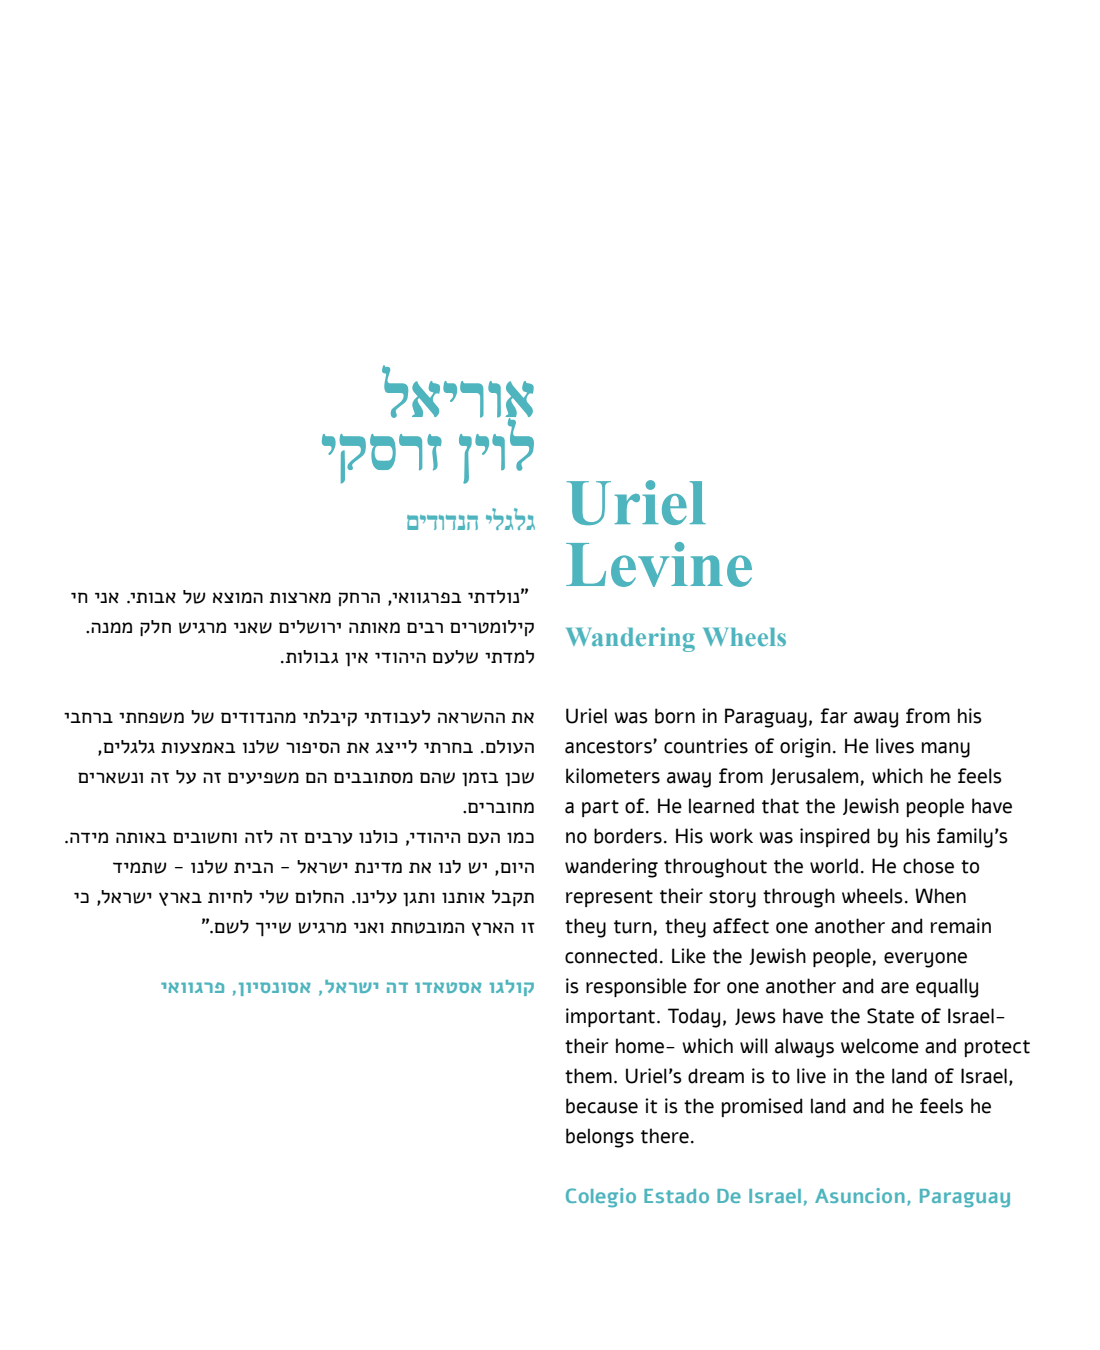 אוריאל
לוין זרסקי
גלגלי הנדודים
"נולדתי בפרגוואי, הרחק מארצות המוצא של אבותי. אני חי
קילומטרים רבים מאותה ירושלים שאני מרגיש חלק ממנה.
למדתי שלעם היהודי אין גבולות.
את ההשראה לעבודתי קיבלתי מהנדודים של משפחתי ברחבי
העולם. בחרתי לייצג את הסיפור שלנו באמצעות גלגלים,
שכן בזמן שהם מסתובבים הם משפיעים זה על זה ונשארים
מחוברים.
כמו העם היהודי, כולנו ערבים זה לזה וחשובים באותה מידה.
היום, יש לנו את מדינת ישראל - הבית שלנו - שתמיד
תקבל אותנו ותגן עלינו. החלום שלי לחיות בארץ ישראל, כי
זו הארץ המובטחת ואני מרגיש שייך לשם."
קולגו אסטאדו דה ישראל, אסונסיון, פרגוואי
Uriel
Levine
Wandering Wheels
Uriel was born in Paraguay, far away from his
ancestors' countries of origin. He lives many
kilometers away from Jerusalem, which he feels
a part of. He learned that the Jewish people have
no borders. His work was inspired by his family's
wandering throughout the world. He chose to
represent their story through wheels. When
they turn, they affect one another and remain
connected. Like the Jewish people, everyone
is responsible for one another and are equally
important. Today, Jews have the State of Israel-
their home- which will always welcome and protect
them. Uriel's dream is to live in the land of Israel,
because it is the promised land and he feels he
belongs there.
Colegio Estado De Israel, Asuncion, Paraguay